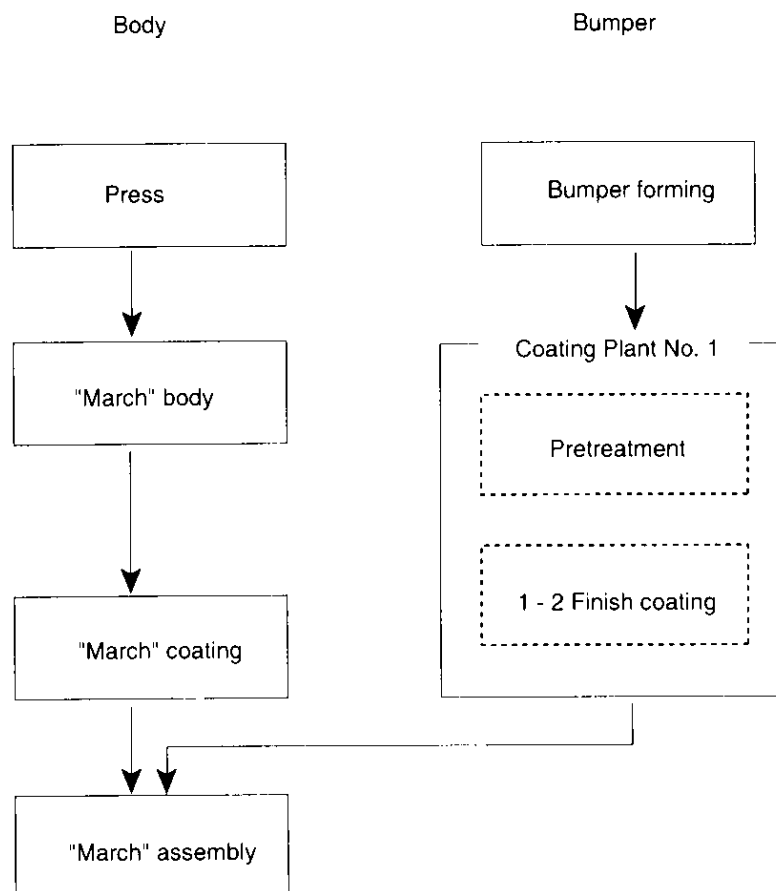 Body
Bumper
Press
Bumper forming
"March" body
Coating Plant No. 1
Pretreatment
1 - 2 Finish coating
"March" coating
"March" assembly